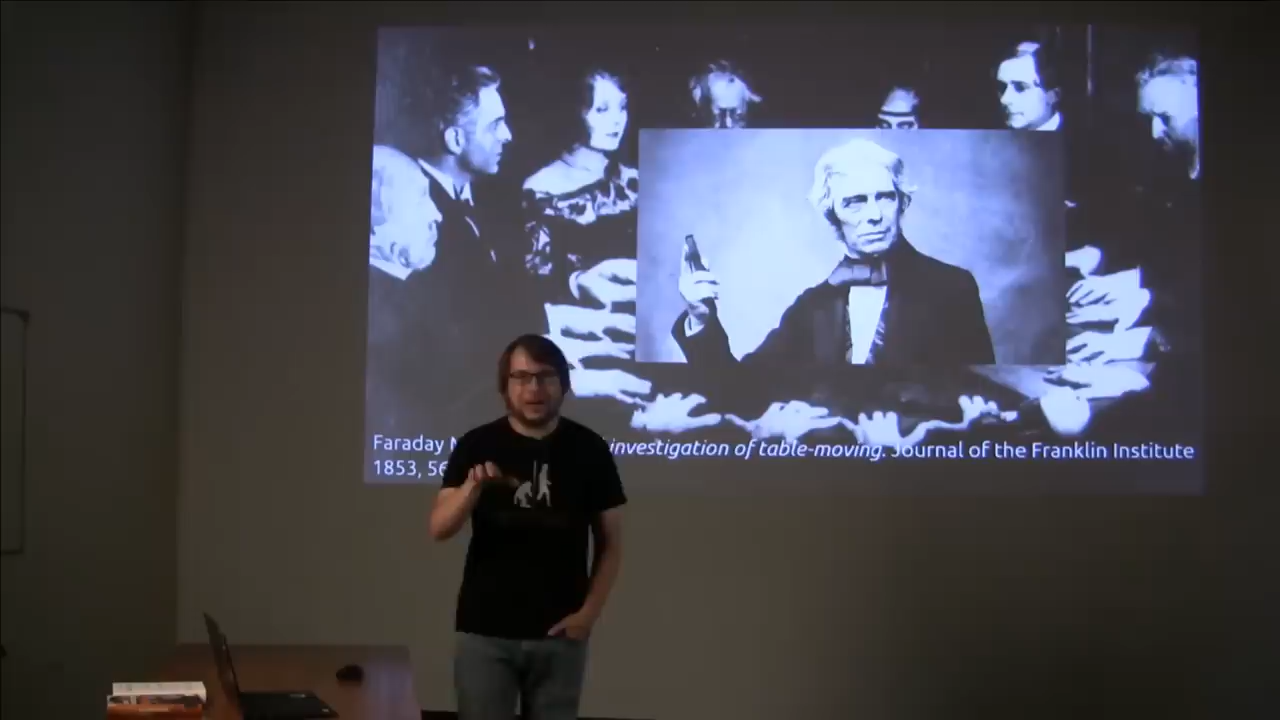 Faraday investigation of table-moving. Journal of the Franklin Institute
1853, 56